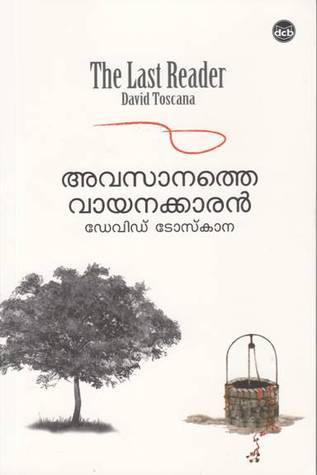 dcb
The Last Reader
David Toscana
അവസാനത്തെ
വായനക്കാരൻ
ഡേവിഡ് ടോസ്കാന